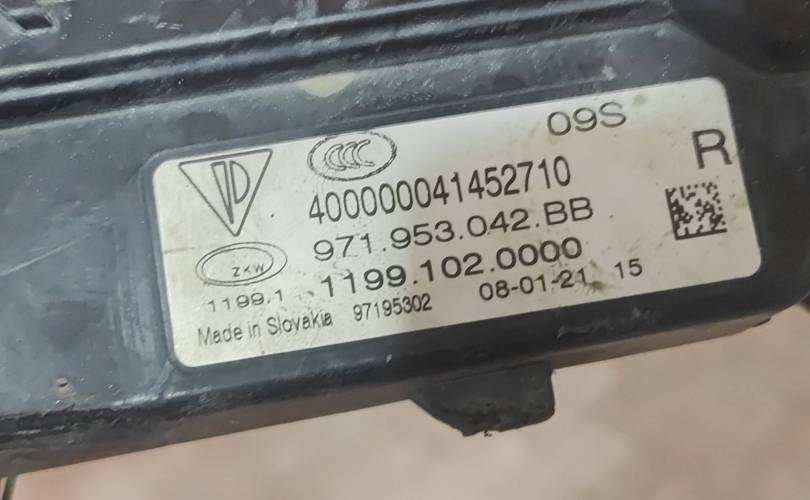 09S
R
CCC
400000041452710
971.953.042.BB
ZKW
1199.102.0000
1199.1
08-01-21 15
Made in Slovakia 97195302